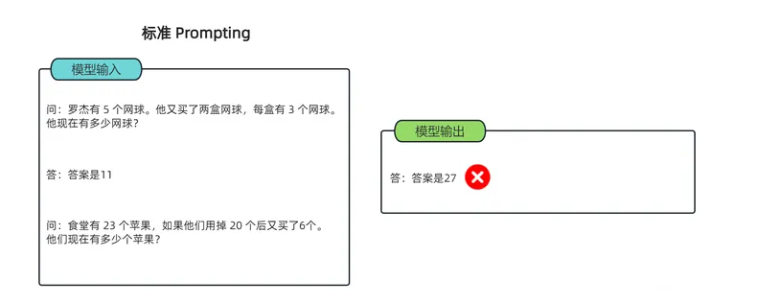 标准 Prompting
模型输入
问：罗杰有 5 个网球。他又买了两盒网球，每盒有 3 个网球。
他现在有多少网球？
答：答案是11
问：食堂有 23 个苹果，如果他们用掉 20 个后又买了6个。
他们现在有多少个苹果？
模型输出
答：答案是27